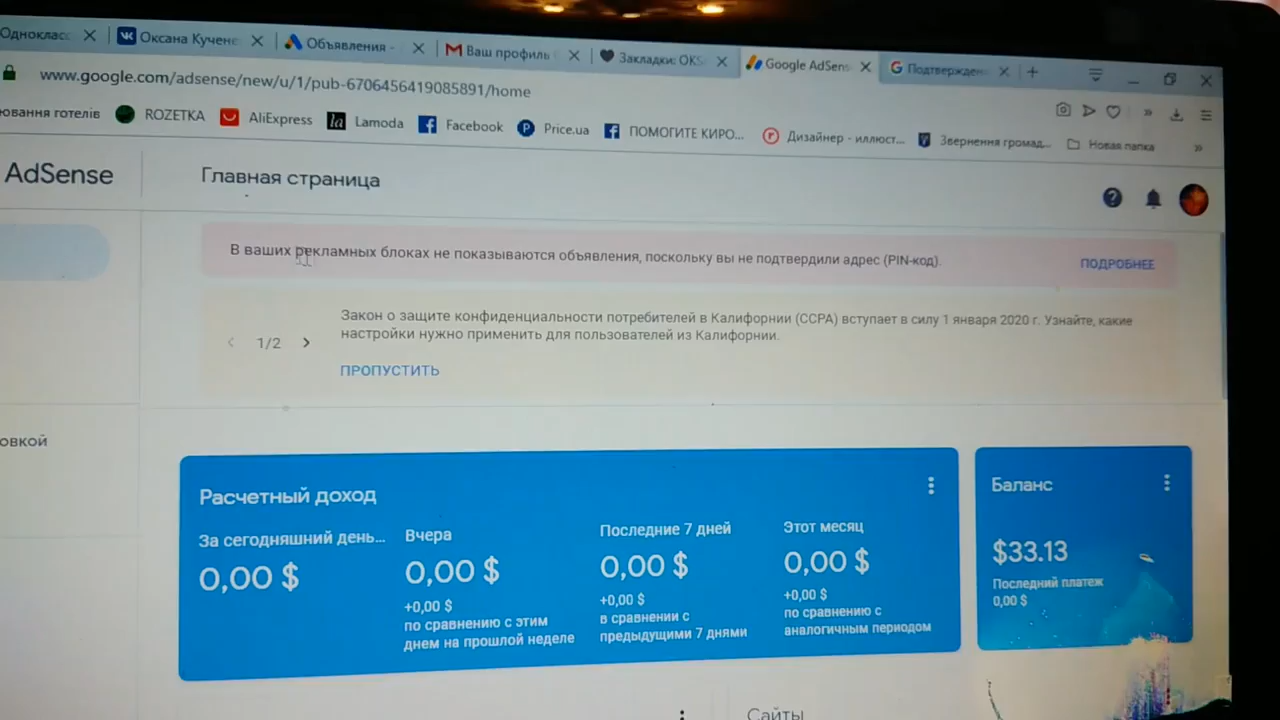 Однокласс
Оксана Кучене
Объявления -
Ваш профиль
Закладки: OKS
Google AdSens
Подтвержден
www.google.com/adsense/new/u/1/pub-6706456419085891/home
ювання готелів
ROZETKA
AliExpress
la
Lamoda
Facebook
Price.ua
ПОМОГИТЕ КИРО...
Дизайнер - иллюст...
Звернення громад...
Новая папка
»
AdSense
Главная страница
В ваших рекламных блоках не показываются объявления, поскольку вы не подтвердили адрес (PIN-код).
ПОДРОБНЕЕ
Закон о защите конфиденциальности потребителей в Калифорнии (CCPA) вступает в силу 1 января 2020 г. Узнайте, какие
настройки нужно применить для пользователей из Калифорнии.
1/2
ПРОПУСТИТЬ
овкой
Расчетный доход
За сегодняшний день...
0,00 $
Вчера
0,00 $
+0,00 $
по сравнению с этим
днем на прошлой неделе
Последние 7 дней
0,00 $
+0,00 $
в сравнении с
предыдущими 7 днями
Этот месяц
0,00 $
+0,00 $
по сравнению с
аналогичным периодом
Баланс
$33.13
Последний платеж
0,00 $
Сайты